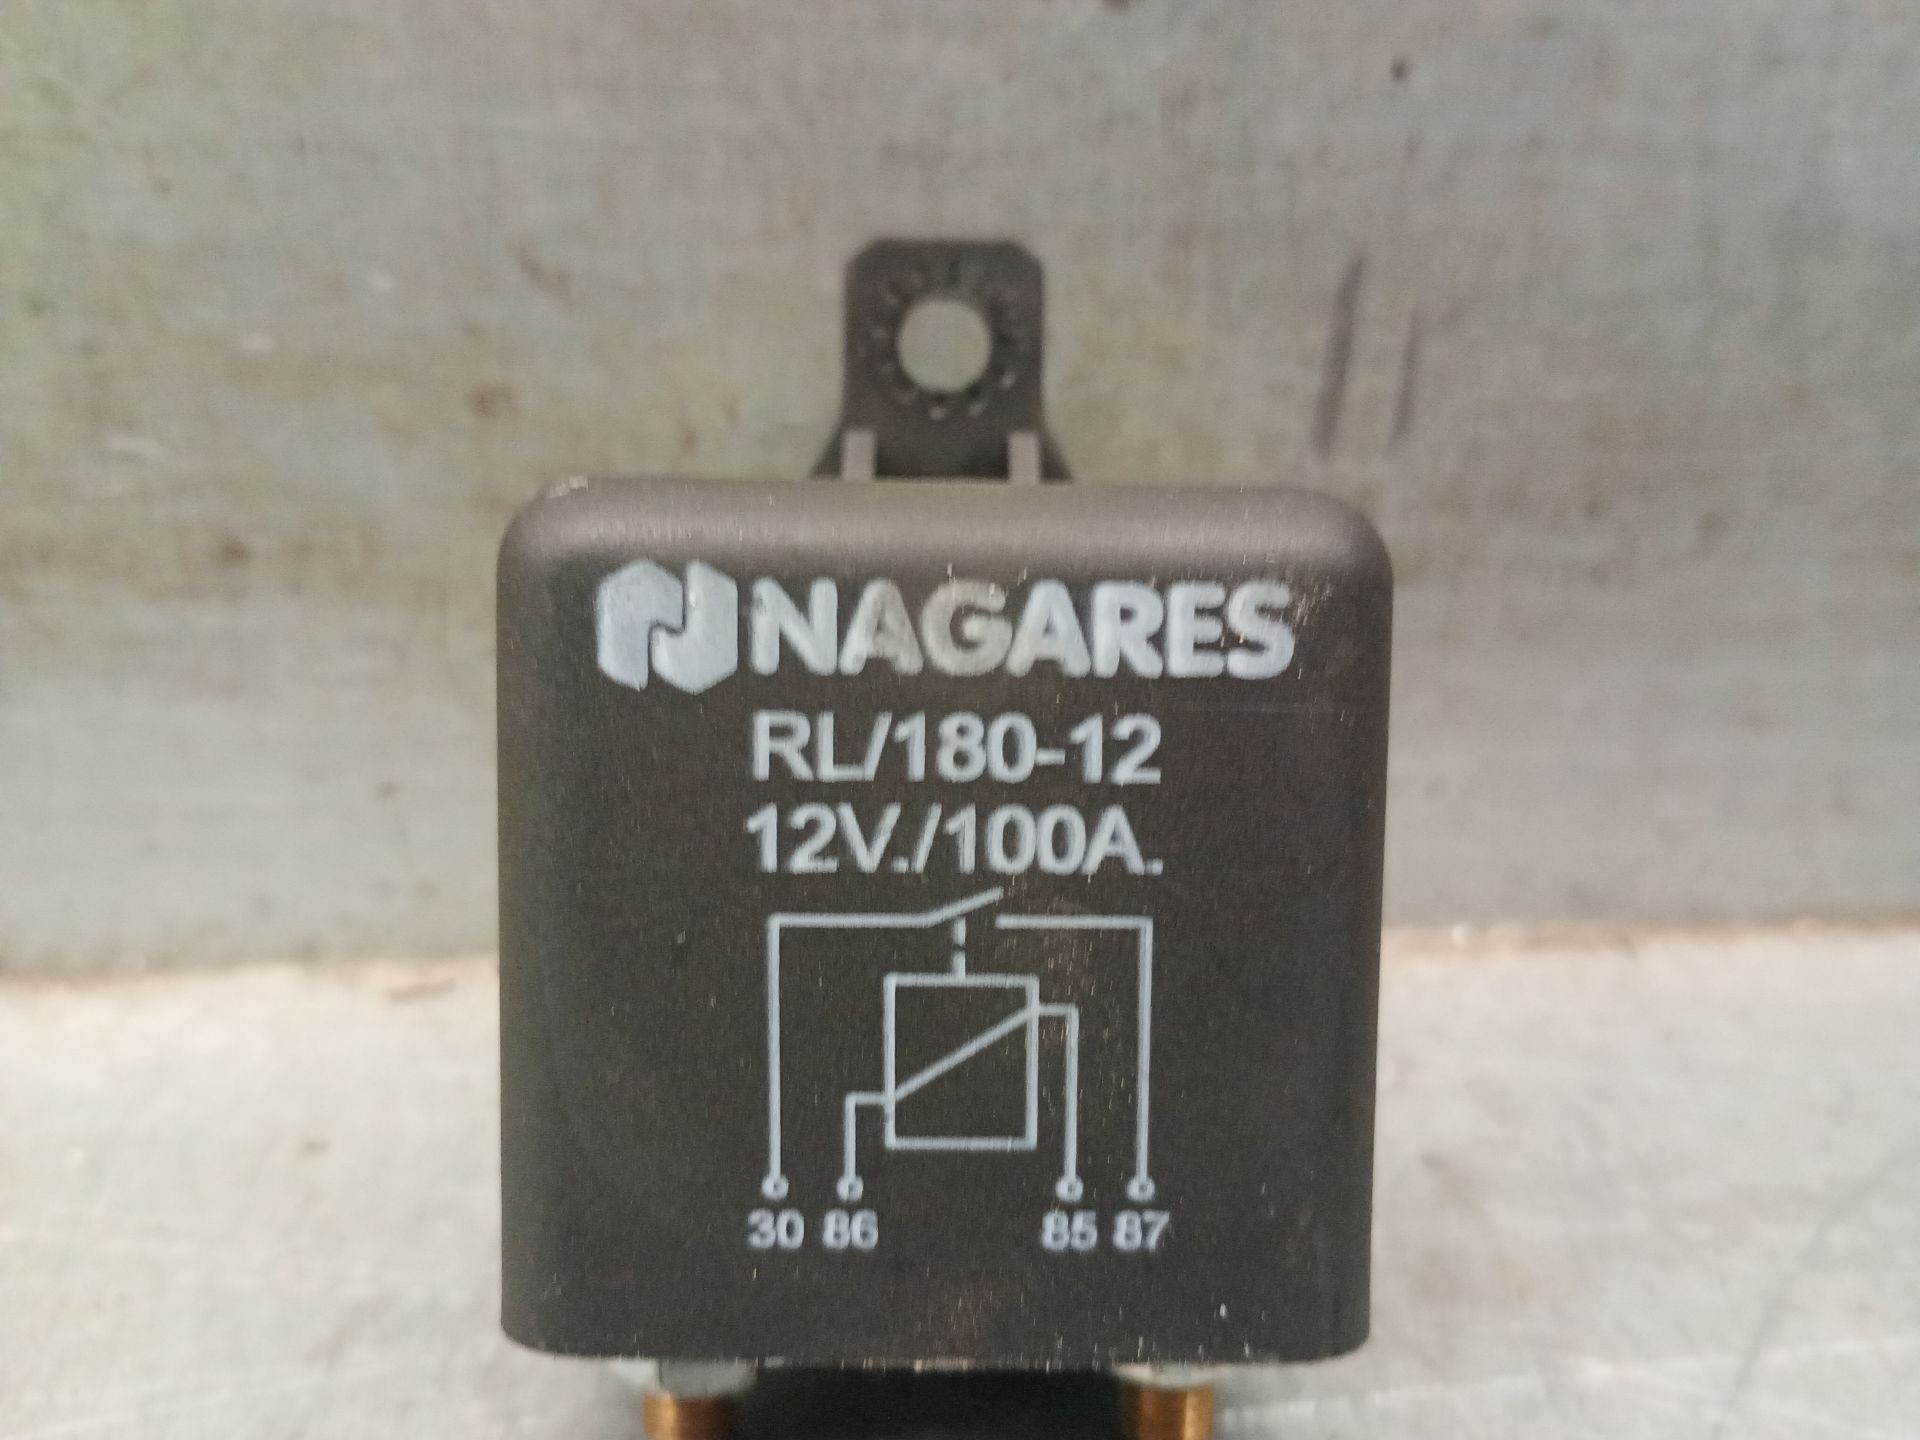 NAGARES
RL/180-12
12V./100A.
30 86 85 87